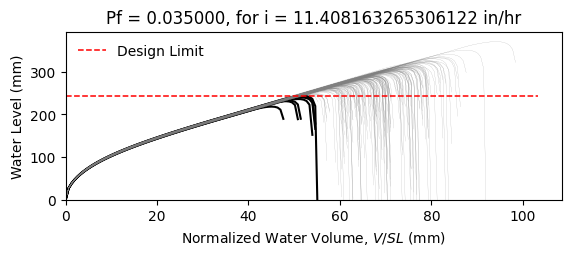 Pf = 0.035000, for i = 11.408163265306122 in/hr
Design Limit
Water Level (mm)
300
200
100
0
0 20 40 60 80 100
Normalized Water Volume, V/SL (mm)